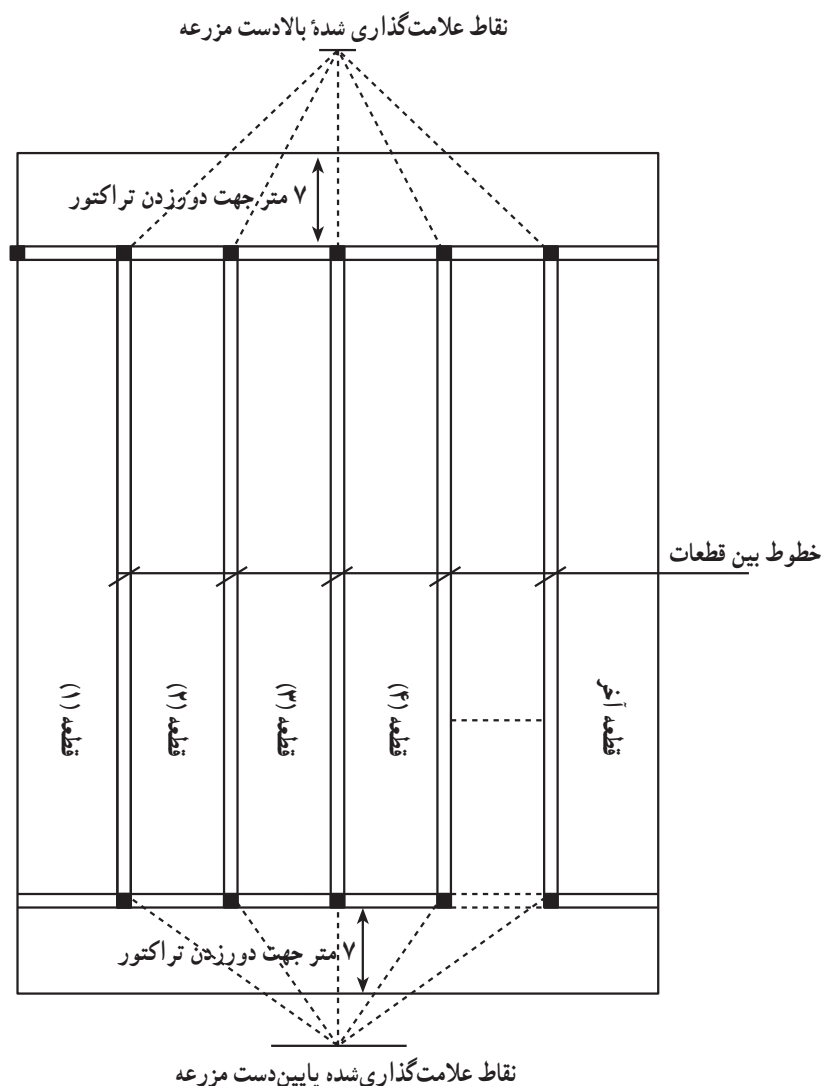 نقاط علامت‌گذاری شدهٔ بالادست مزرعه
۷ متر جهت دورزدن تراکتور
خطوط بین قطعات
قطعه (۱)
قطعه (۲)
قطعه (۳)
قطعه (۴)
قطعه آخر
۷ متر جهت دورزدن تراکتور
نقاط علامت‌گذاری‌شده پایین‌دست مزرعه